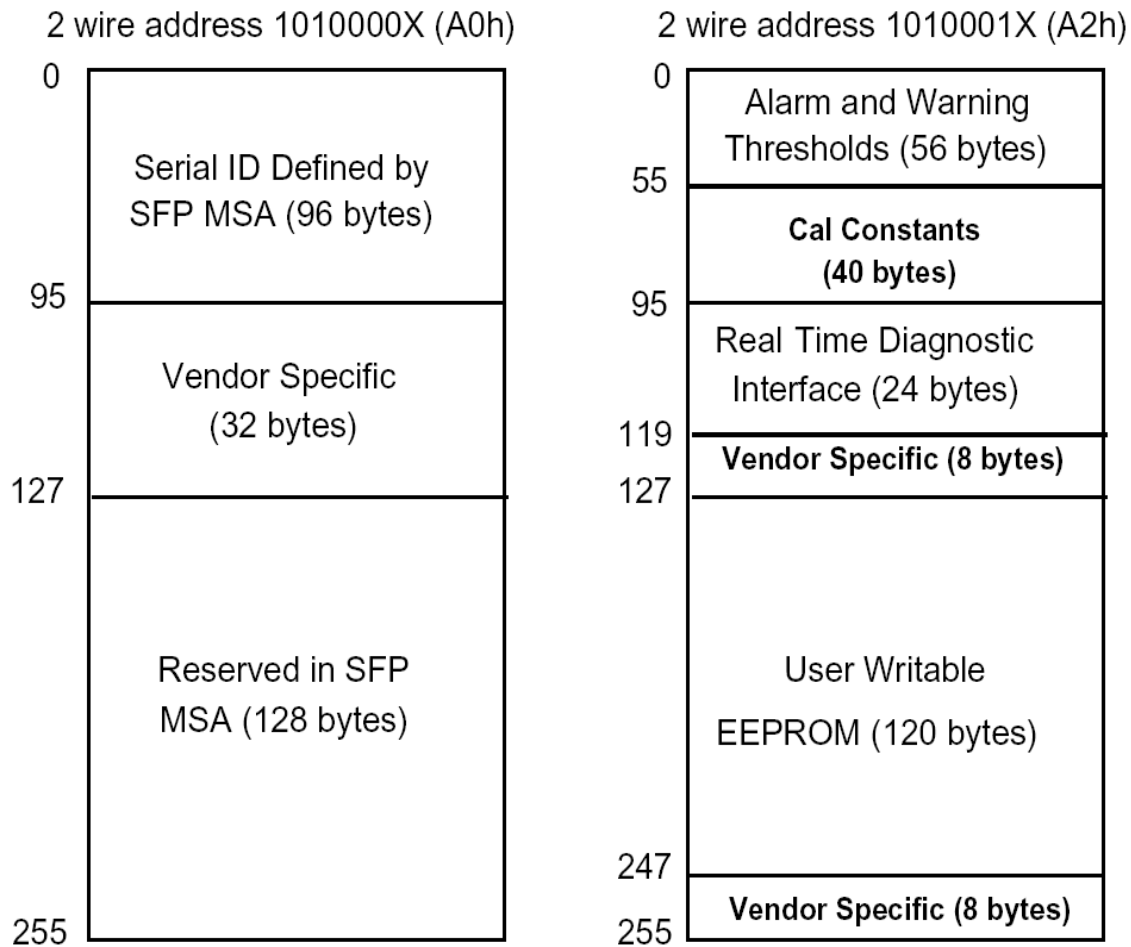 2 wire address 1010000X (A0h)
0
Serial ID Defined by
SFP MSA (96 bytes)
95
Vendor Specific
(32 bytes)
127
Reserved in SFP
MSA (128 bytes)
255
2 wire address 1010001X (A2h)
0
Alarm and Warning
Thresholds (56 bytes)
55
Cal Constants
(40 bytes)
95
Real Time Diagnostic
Interface (24 bytes)
119
Vendor Specific (8 bytes)
127
User Writable
EEPROM (120 bytes)
247
Vendor Specific (8 bytes)
255